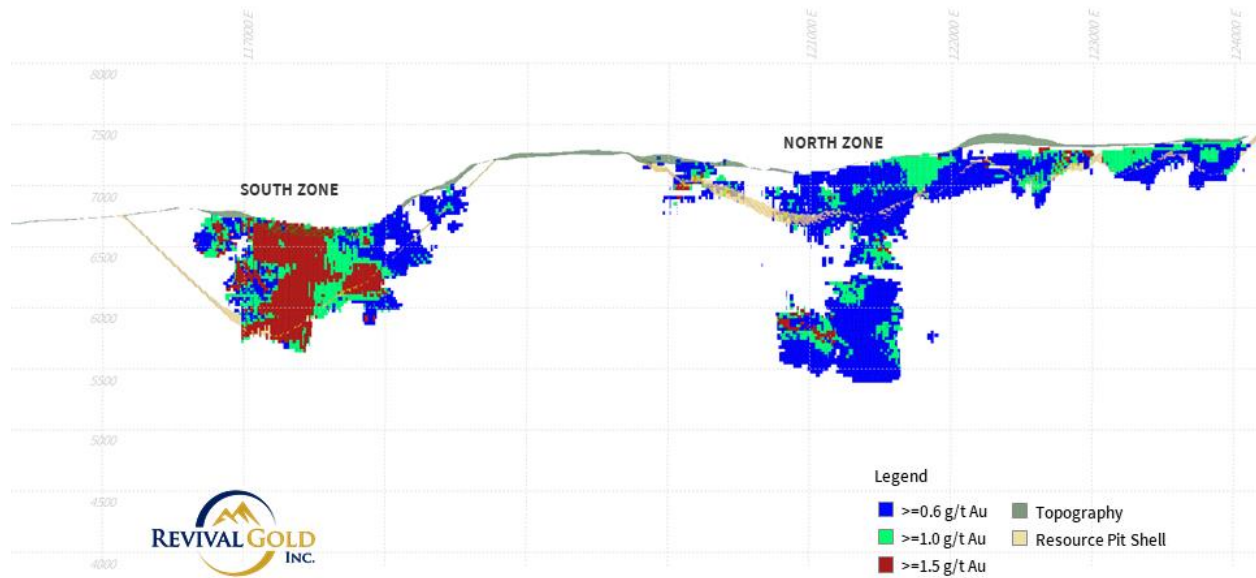 117000 E
121000 E
122000 E
123000 E
124000 E
8000
7500
7000
6500
6000
5500
5000
4500
4000
SOUTH ZONE
NORTH ZONE
Legend
>=0.6 g/t Au
Topography
>=1.0 g/t Au
Resource Pit Shell
>=1.5 g/t Au
REVIVAL GOLD
INC.